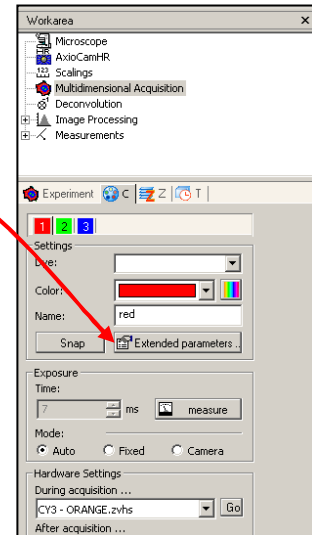 Workarea x
Microscope
AxioCamHR
123 Scalings
Multidimensional Acquisition
Deconvolution
Image Processing
Measurements
Experiment C Z T
1 2 3
Settings
Dye:
Color:
Name: red
Snap Extended parameters ..
Exposure
Time:
7 ms measure
Mode:
Auto Fixed Camera
Hardware Settings
During acquisition ...
CY3 - ORANGE.zvhs Go
After acquisition ...